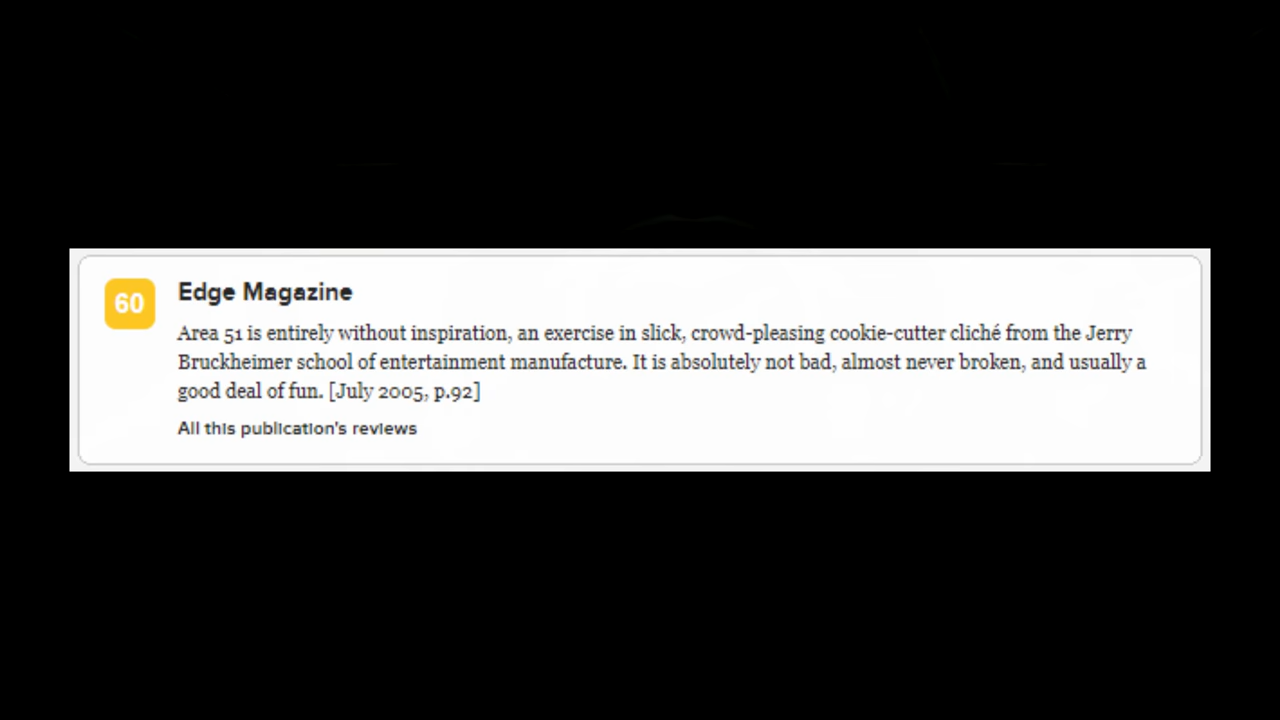 60
Edge Magazine
Area 51 is entirely without inspiration, an exercise in slick, crowd-pleasing cookie-cutter cliché from the Jerry
Bruckheimer school of entertainment manufacture. It is absolutely not bad, almost never broken, and usually a
good deal of fun. [July 2005, p.92]
All this publication's reviews